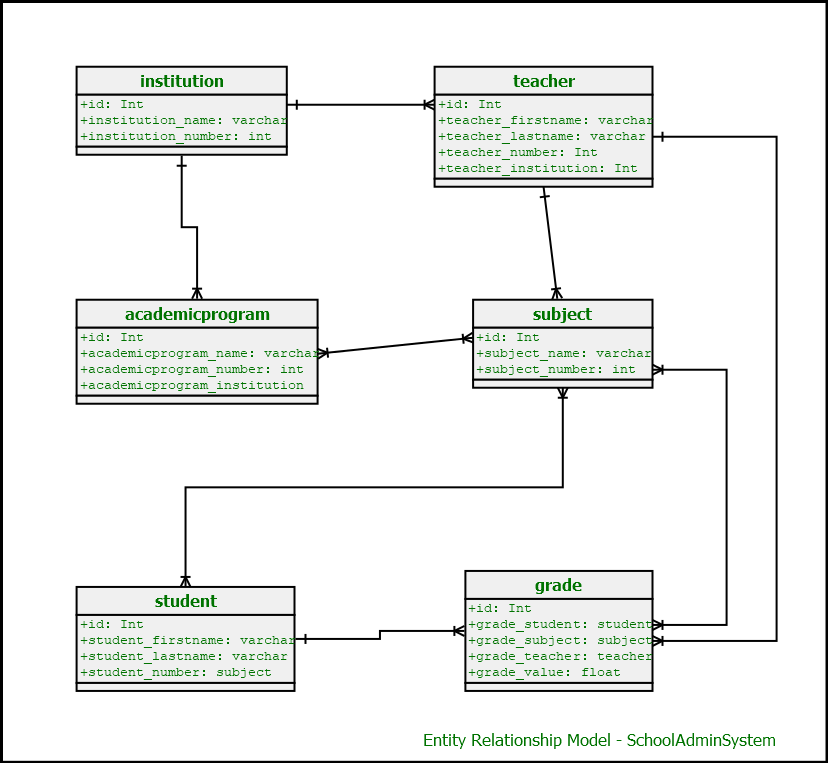 institution
+id: Int
+institution_name: varchar
+institution_number: int
teacher
+id: Int
+teacher_firstname: varchar
+teacher_lastname: varchar
+teacher_number: Int
+teacher_institution: Int
academicprogram
+id: Int
+academicprogram_name: varchar
+academicprogram_number: int
+academicprogram_institution
subject
+id: Int
+subject_name: varchar
+subject_number: int
student
+id: Int
+student_firstname: varchar
+student_lastname: varchar
+student_number: subject
grade
+id: Int
+grade_student: student
+grade_subject: subject
+grade_teacher: teacher
+grade_value: float
Entity Relationship Model - SchoolAdminSystem